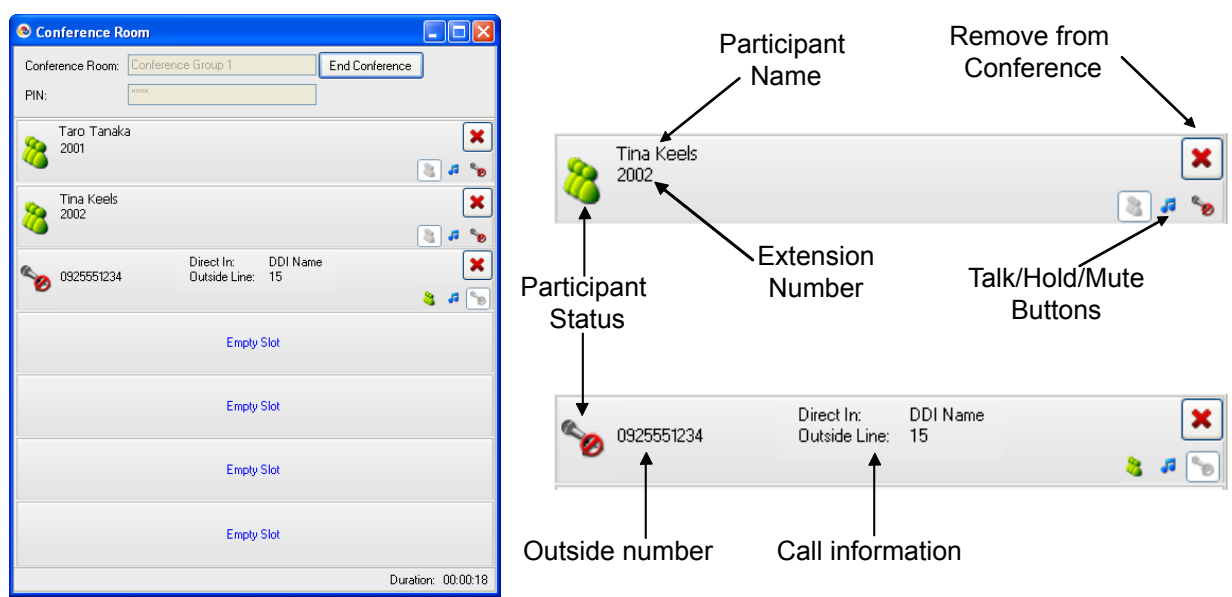 Conference Room
Conference Room: Conference Group 1 End Conference
PIN: ****
Taro Tanaka
2001
Tina Keels
2002
Direct In: DDI Name
0925551234 Outside Line: 15
Empty Slot
Empty Slot
Empty Slot
Empty Slot
Duration: 00:00:18
Participant
Name
Remove from
Conference
Tina Keels
2002
Extension
Number
Talk/Hold/Mute
Buttons
Participant
Status
Direct In: DDI Name
0925551234 Outside Line: 15
Outside number
Call information